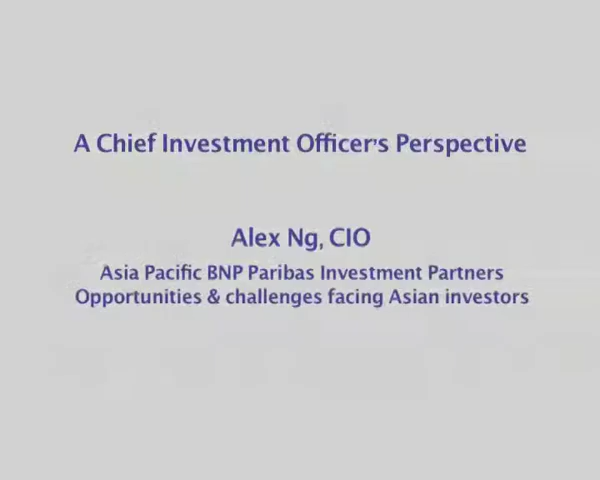 A Chief Investment Officer's Perspective
Alex Ng, CIO
Asia Pacific BNP Paribas Investment Partners
Opportunities & challenges facing Asian investors